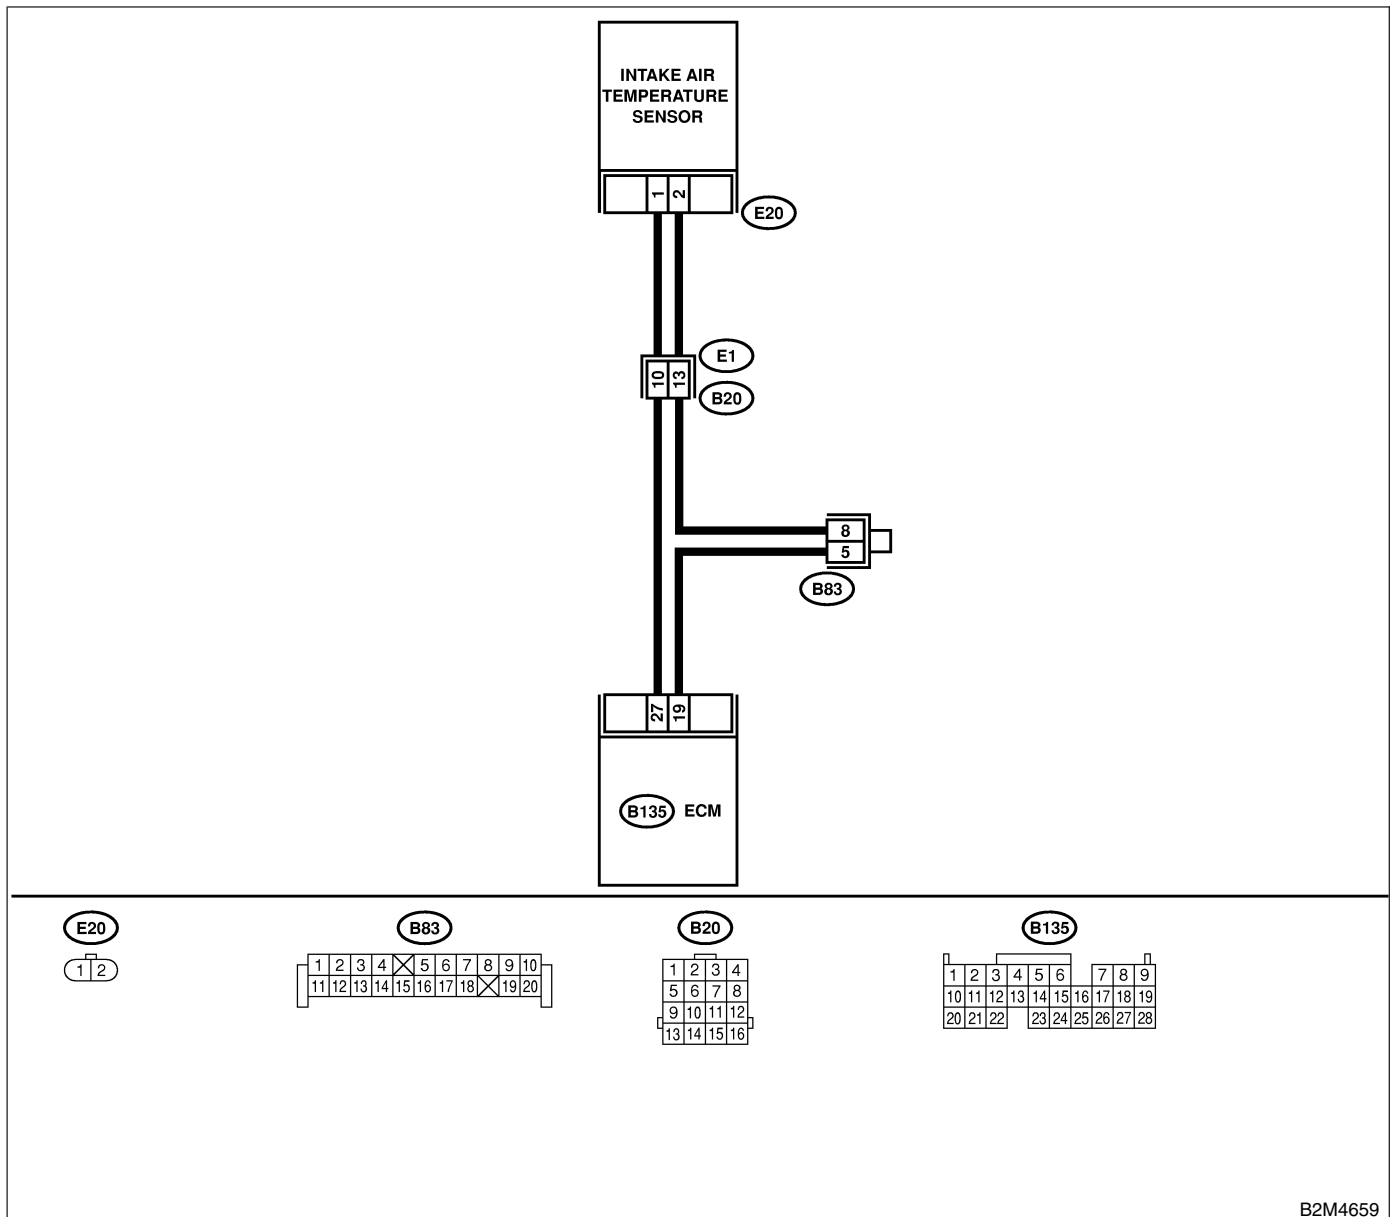 INTAKE AIR
TEMPERATURE
SENSOR
1 2
E20
E1
10 13
B20
8
5
B83
27 19
B135 ECM
E20 B83 B20 B135
1 2
1 2 3 4 5 6 7 8 9 10
11 12 13 14 15 16 17 18 19 20
1 2 3 4
5 6 7 8
9 10 11 12
13 14 15 16
1 2 3 4 5 6 7 8 9
10 11 12 13 14 15 16 17 18 19
20 21 22 23 24 25 26 27 28
B2M4659